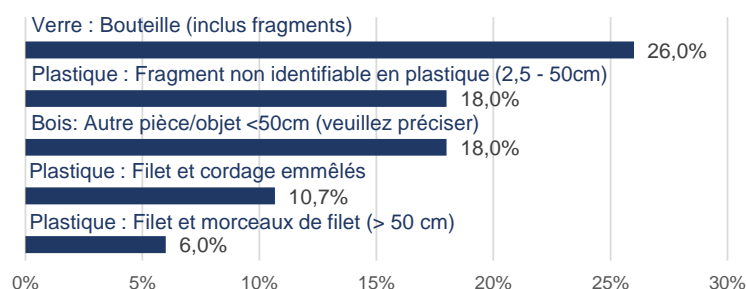 Verre : Bouteille (inclus fragments)
26,0%
Plastique : Fragment non identifiable en plastique (2,5 - 50cm)
18,0%
Bois: Autre pièce/objet <50cm (veuillez préciser)
18,0%
Plastique : Filet et cordage emmêlés
10,7%
Plastique : Filet et morceaux de filet (> 50 cm)
6,0%
0% 5% 10% 15% 20% 25% 30%